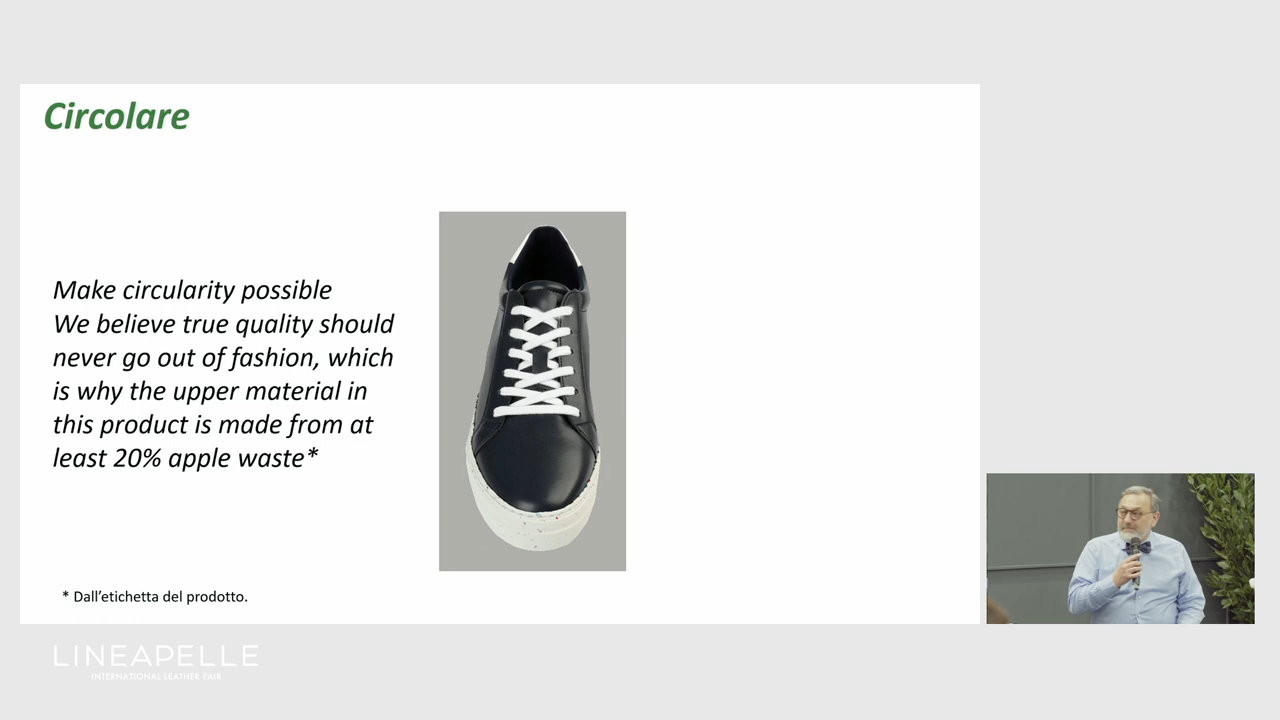 Circolare
Make circularity possible
We believe true quality should
never go out of fashion, which
is why the upper material in
this product is made from at
least 20% apple waste*
* Dall’etichetta del prodotto.
LINEAPELLE
INTERNATIONAL LEATHER FAIR